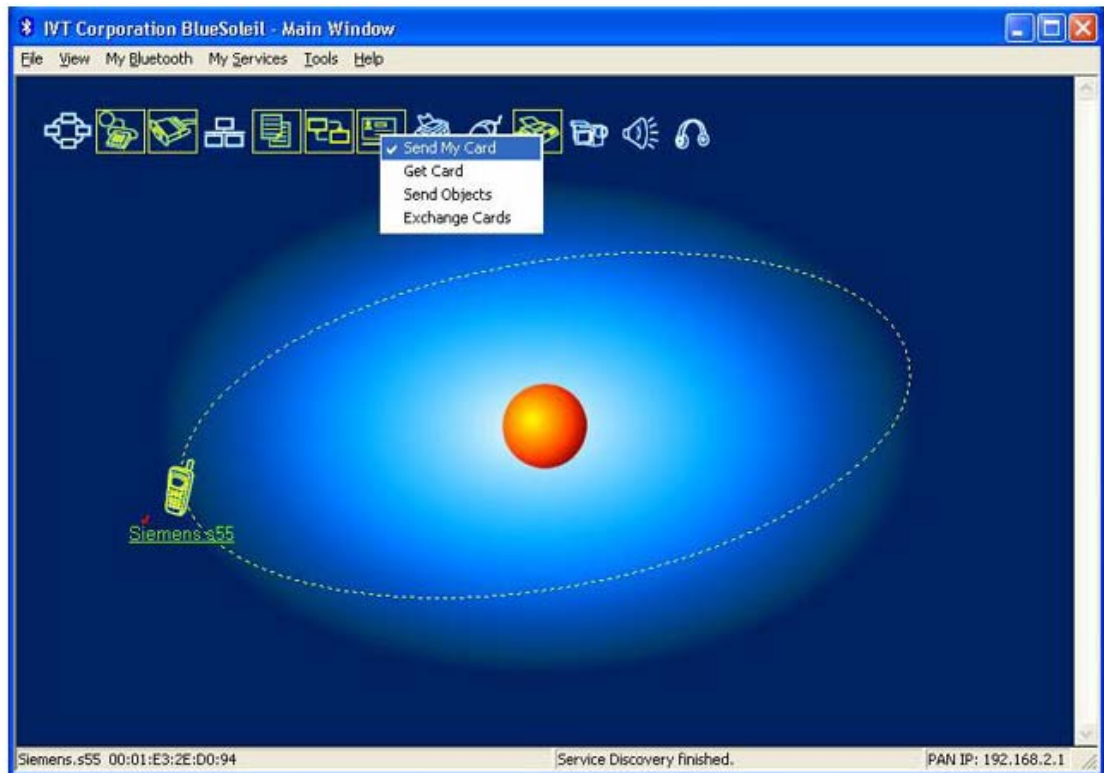 IVT Corporation BlueSoleil - Main Window
File View My Bluetooth My Services Tools Help
Send My Card
Get Card
Send Objects
Exchange Cards
Siemens.s55
Siemens.s55 00:01:E3:2E:D0:94 Service Discovery finished. PAN IP: 192.168.2.1